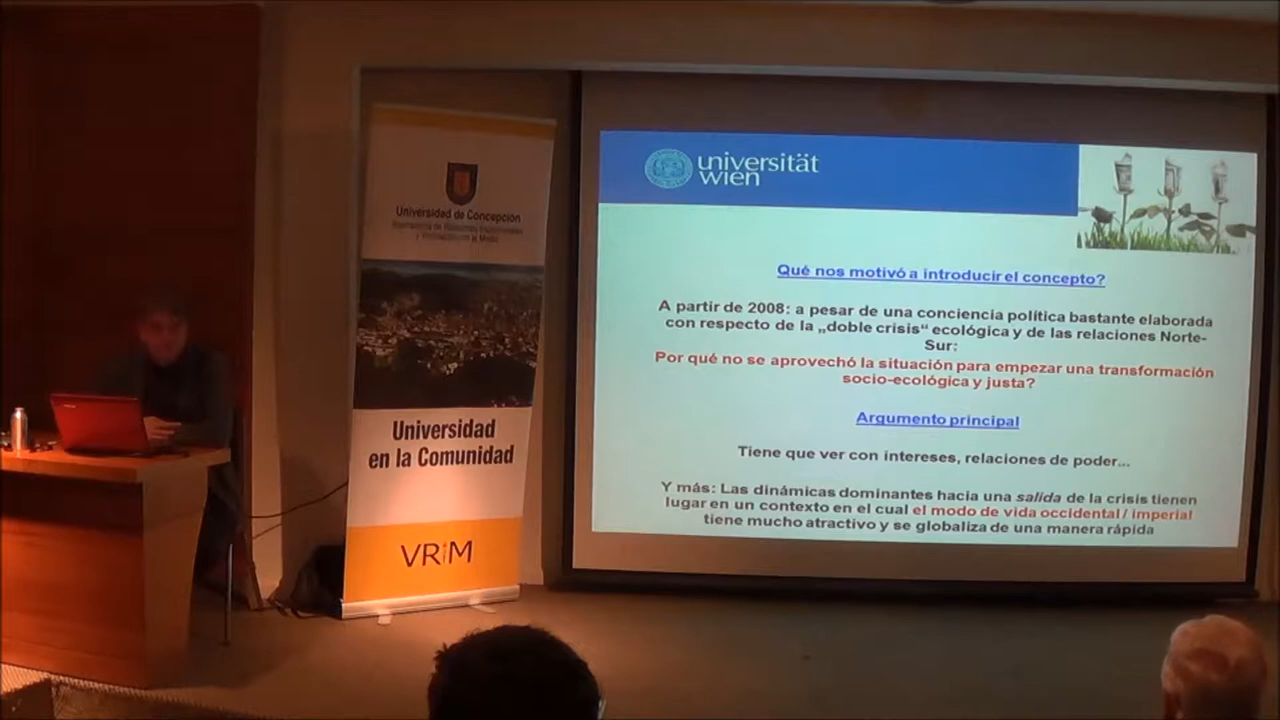 Universidad de Concepción
Universidad
en la Comunidad
VRiM
universität
wien
Qué nos motivó a introducir el concepto?
A partir de 2008: a pesar de una conciencia política bastante elaborada
con respecto de la „doble crisis“ ecológica y de las relaciones Norte-
Sur:
Por qué no se aprovechó la situación para empezar una transformación
socio-ecológica y justa?
Argumento principal
Tiene que ver con intereses, relaciones de poder...
Y más: Las dinámicas dominantes hacia una salida de la crisis tienen
lugar en un contexto en el cual el modo de vida occidental / imperial
tiene mucho atractivo y se globaliza de una manera rápida